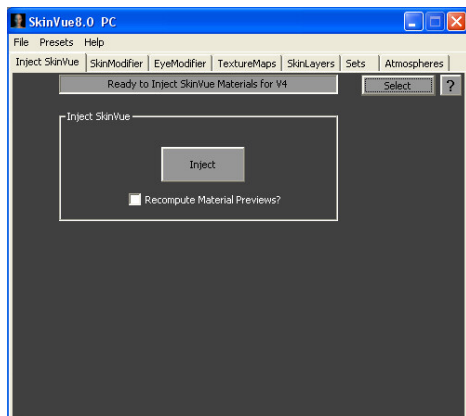 SkinVue8.0 PC
File Presets Help
Inject SkinVue SkinModifier EyeModifier TextureMaps SkinLayers Sets Atmospheres
Ready to Inject SkinVue Materials for V4 Select ?
Inject SkinVue
Inject
Recompute Material Previews?